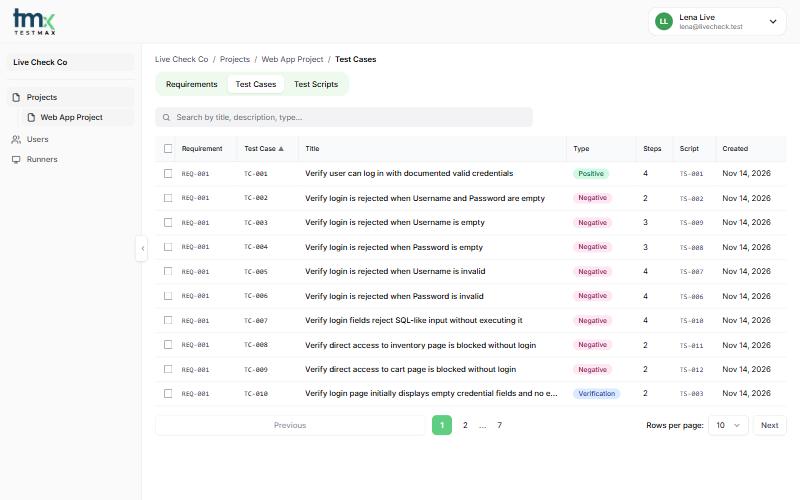 tmx
TESTMAX
LL
Lena Live
lena@livecheck.test
Live Check Co
Projects
Web App Project
Users
Runners
Live Check Co / Projects / Web App Project / Test Cases
Requirements Test Cases Test Scripts
Search by title, description, type...
Requirement Test Case ▲ Title Type Steps Script Created
REQ-001 TC-001 Verify user can log in with documented valid credentials Positive 4 TS-001 Nov 14, 2026
REQ-001 TC-002 Verify login is rejected when Username and Password are empty Negative 2 TS-002 Nov 14, 2026
REQ-001 TC-003 Verify login is rejected when Username is empty Negative 3 TS-009 Nov 14, 2026
REQ-001 TC-004 Verify login is rejected when Password is empty Negative 3 TS-008 Nov 14, 2026
REQ-001 TC-005 Verify login is rejected when Username is invalid Negative 4 TS-007 Nov 14, 2026
REQ-001 TC-006 Verify login is rejected when Password is invalid Negative 4 TS-006 Nov 14, 2026
REQ-001 TC-007 Verify login fields reject SQL-like input without executing it Negative 4 TS-010 Nov 14, 2026
REQ-001 TC-008 Verify direct access to inventory page is blocked without login Negative 2 TS-011 Nov 14, 2026
REQ-001 TC-009 Verify direct access to cart page is blocked without login Negative 2 TS-012 Nov 14, 2026
REQ-001 TC-010 Verify login page initially displays empty credential fields and no e... Verification 2 TS-003 Nov 14, 2026
Previous 1 2 ... 7 Rows per page: 10 Next